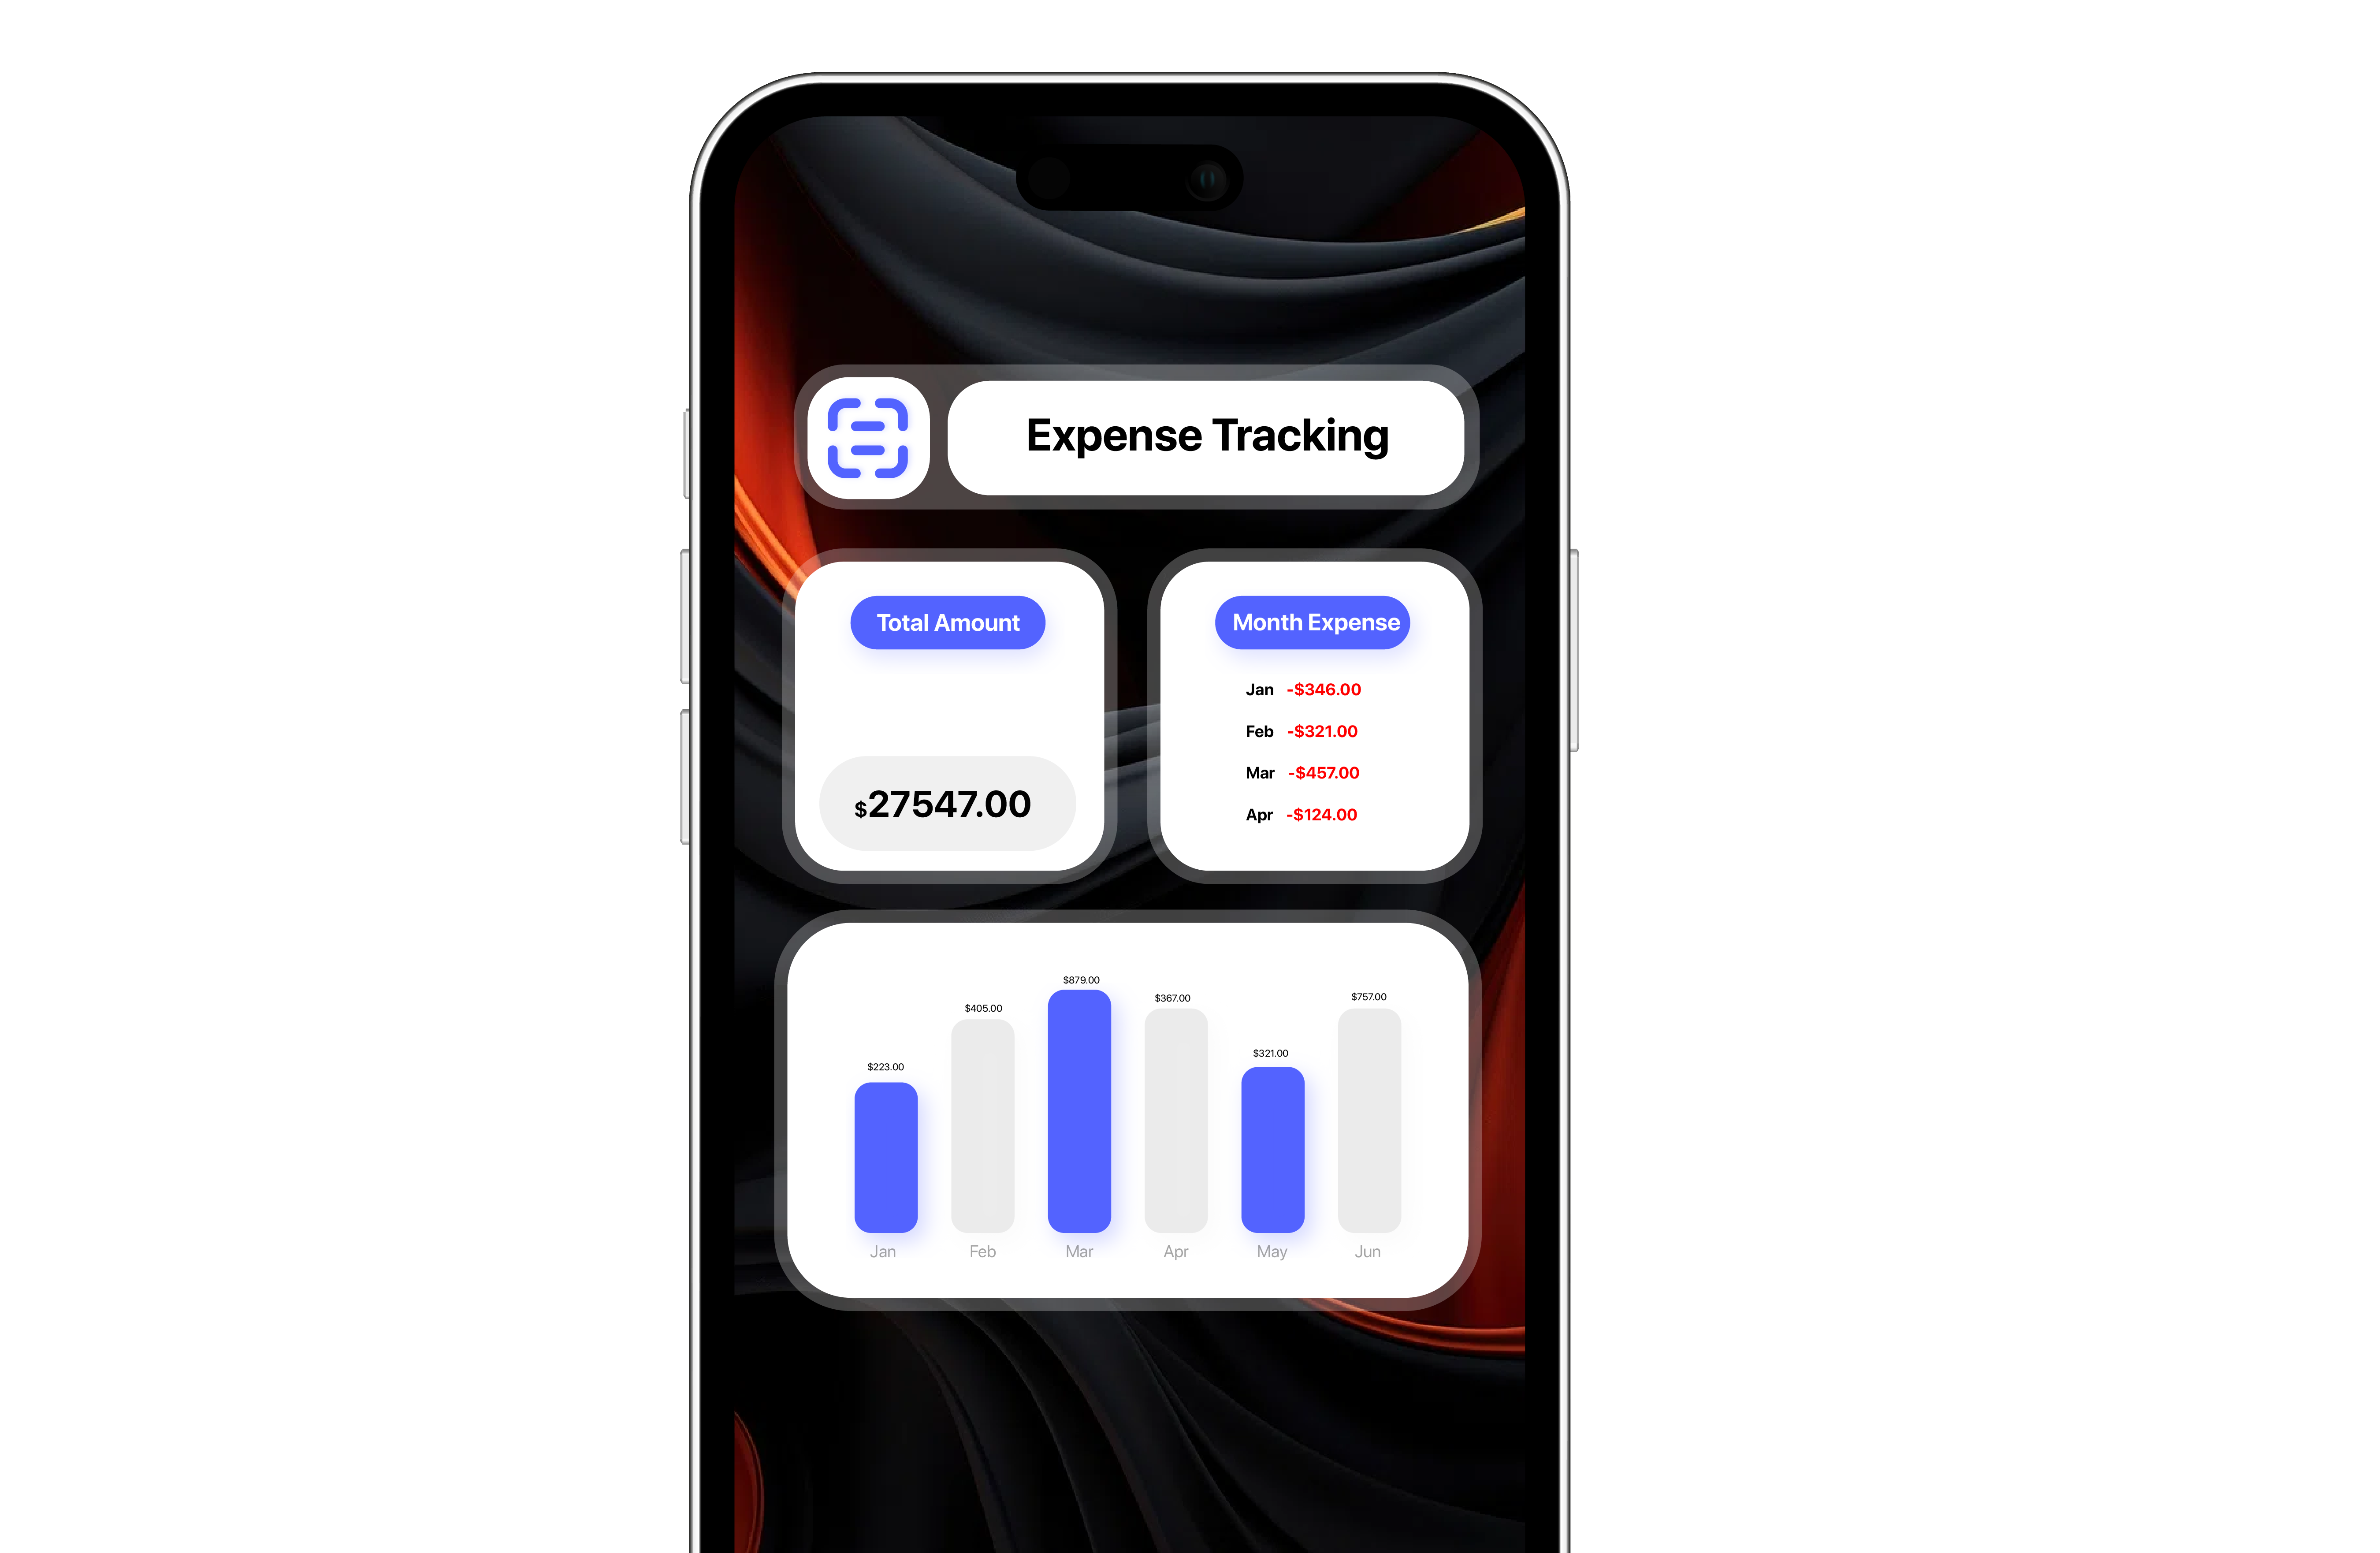 Expense Tracking
Total Amount
$27547.00
Month Expense
Jan -$346.00
Feb -$321.00
Mar -$457.00
Apr -$124.00
$223.00
$405.00
$879.00
$367.00
$321.00
$757.00
Jan Feb Mar Apr May Jun